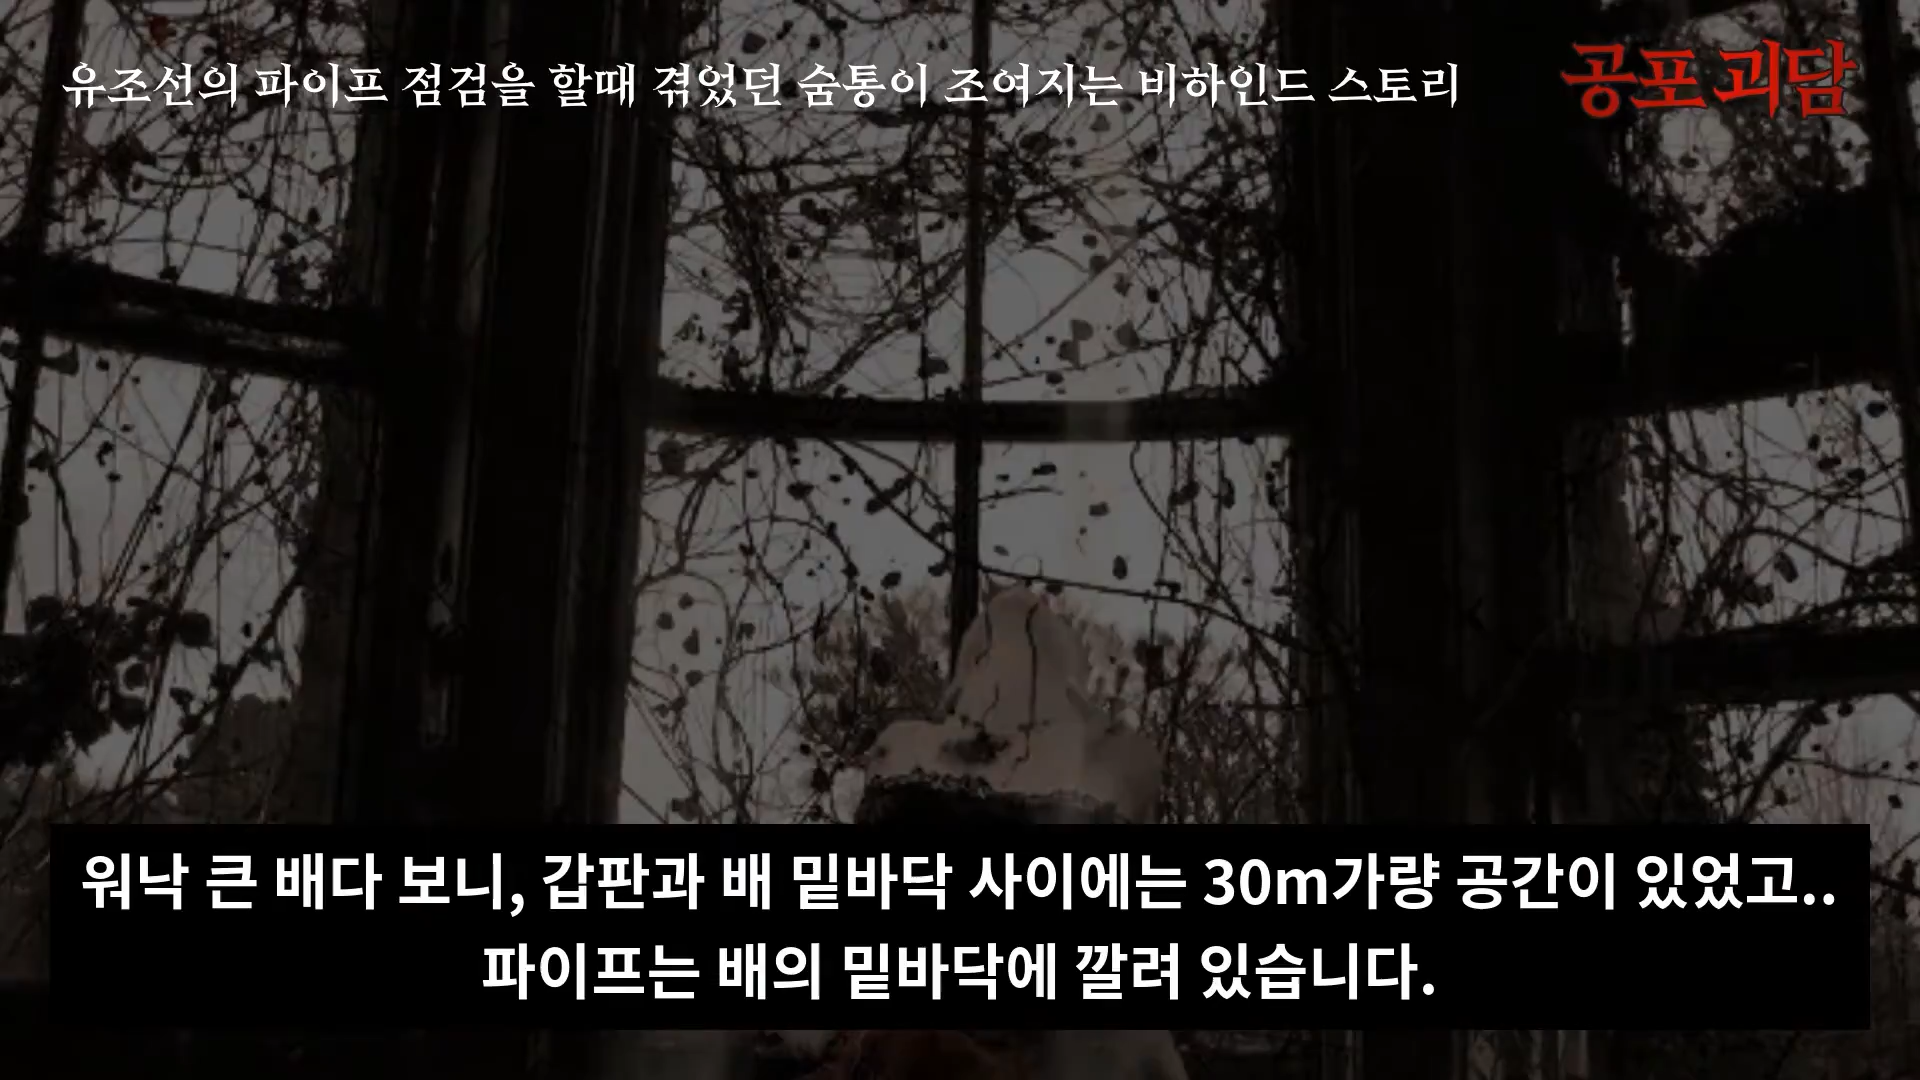 유조선의 파이프 점검을 할때 겪었던 숨통이 조여지는 비하인드 스토리
공포 괴담
워낙 큰 배다 보니, 갑판과 배 밑바닥 사이에는 30m가량 공간이 있었고..
파이프는 배의 밑바닥에 깔려 있습니다.